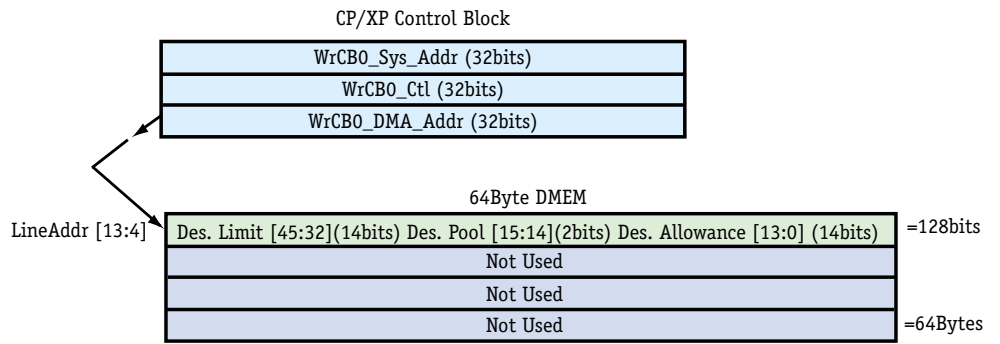 CP/XP Control Block
WrCB0_Sys_Addr (32bits)
WrCB0_Ctl (32bits)
WrCB0_DMA_Addr (32bits)
64Byte DMEM
LineAddr [13:4]
Des. Limit [45:32](14bits) Des. Pool [15:14](2bits) Des. Allowance [13:0] (14bits)
=128bits
Not Used
Not Used
Not Used
=64Bytes